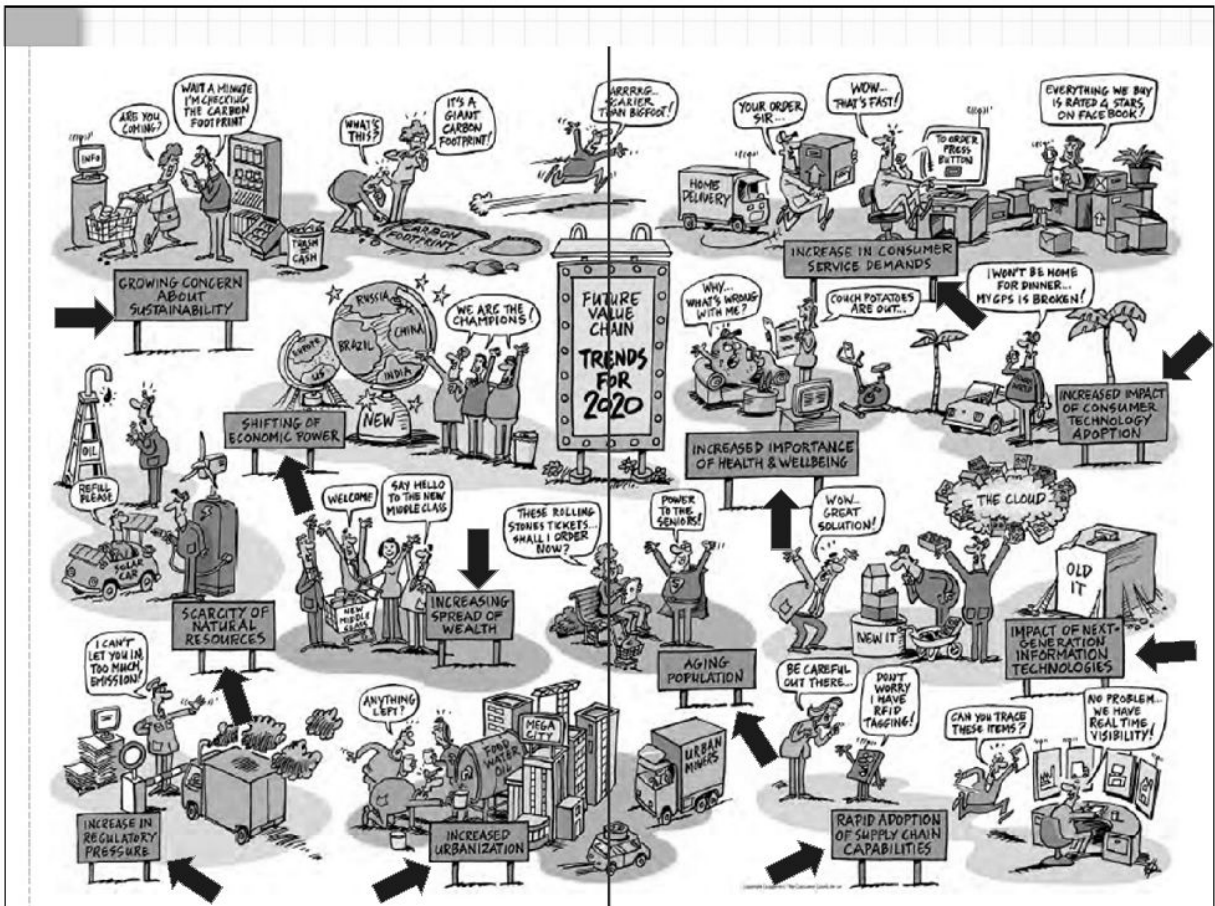 INFO
ARE YOU
COMING?
WAIT A MINUTE
I'M CHECKING
THE CARBON
FOOTPRINT
TRASH
CASH
GROWING CONCERN
ABOUT
SUSTAINABILITY
WHAT'S
THIS?
IT'S A
GIANT
CARBON
FOOTPRINT!
CARBON
FOOTPRINT
SCARIER
THAN BIGFOOT!
YOUR ORDER
SIR...
WOW...
THAT'S FAST!
TO ORDER
PRESS
BUTTON
EVERYTHING WE BUY
IS RATED 4 STARS
ON FACEBOOK!
HOME
DELIVERY
INCREASE IN CONSUMER
SERVICE DEMANDS
EUROPE
US
RUSSIA
CHINA
BRAZIL
INDIA
NEW
WE ARE THE
CHAMPIONS!
SHIFTING OF
ECONOMIC POWER
FUTURE
VALUE
CHAIN
TRENDS
FOR
2020
WHY...
WHAT'S WRONG
WITH ME?
COUCH POTATOES
ARE OUT...
INCREASED IMPORTANCE
OF HEALTH & WELLBEING
I WON'T BE HOME
FOR DINNER...
MY GPS IS BROKEN!
INCREASED IMPACT
OF CONSUMER
TECHNOLOGY
ADOPTION
OIL
REFILL
PLEASE
SOLAR
CAR
SCARCITY OF
NATURAL
RESOURCES
WELCOME
SAY HELLO
TO THE NEW
MIDDLE CLASS
NEW
MIDDLE
CLASS
INCREASING
SPREAD OF
WEALTH
THESE ROLLING
STONES TICKETS...
SHALL I ORDER
NOW?
POWER
TO THE
SENIORS!
AGING
POPULATION
WOW...
GREAT
SOLUTION!
THE CLOUD
NEW IT
OLD
IT
IMPACT OF NEXT-
GENERATION
INFORMATION
TECHNOLOGIES
I CAN'T
LET YOU IN,
TOO MUCH
EMISSION!
INCREASE IN
REGULATORY
PRESSURE
ANYTHING
LEFT?
FOOD
WATER
OIL
MEGA
CITY
INCREASED
URBANIZATION
URBAN
MINERS
BE CAREFUL
OUT THERE...
DON'T
WORRY
I HAVE
RFID
TAGGING!
RAPID ADOPTION
OF SUPPLY CHAIN
CAPABILITIES
CAN YOU TRACE
THESE ITEMS?
NO PROBLEM...
WE HAVE
REAL TIME
VISIBILITY!